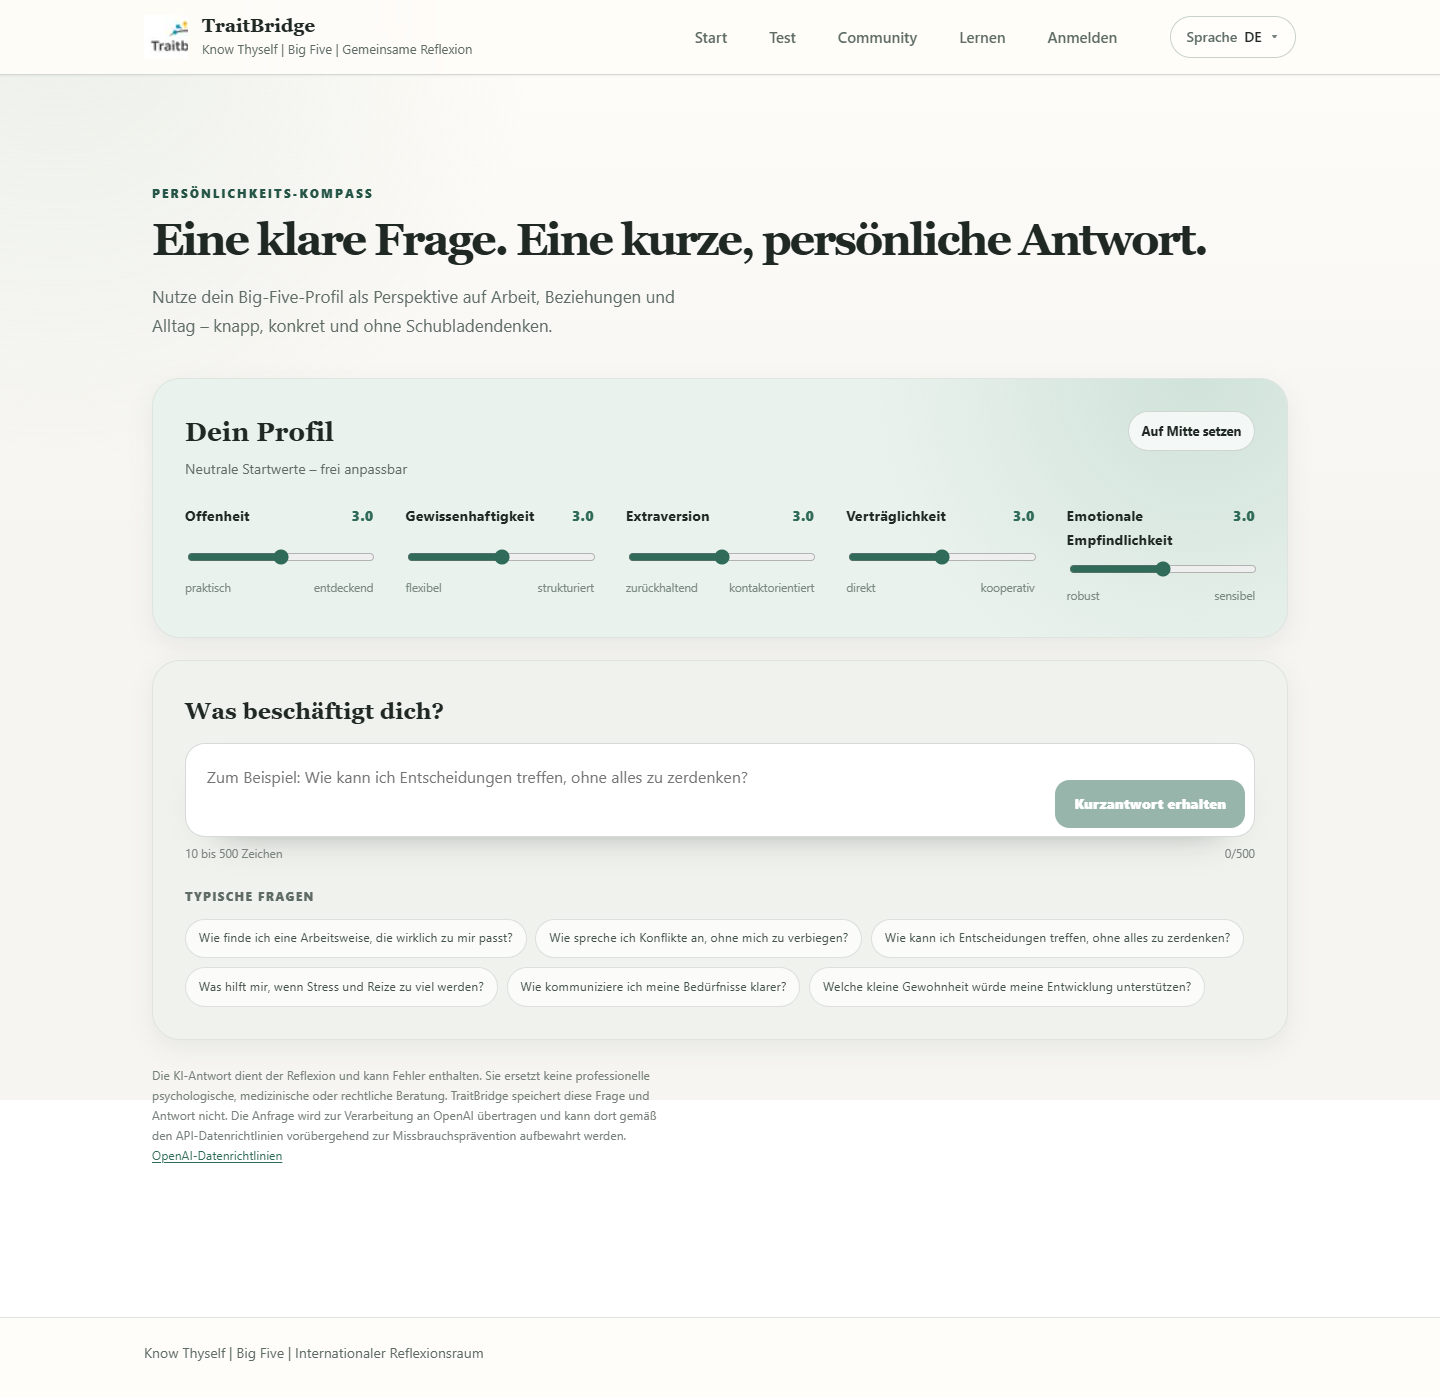 Traitb
TraitBridge
Know Thyself | Big Five | Gemeinsame Reflexion
Start
Test
Community
Lernen
Anmelden
Sprache DE
PERSÖNLICHKEITS-KOMPASS
Eine klare Frage. Eine kurze, persönliche Antwort.
Nutze dein Big-Five-Profil als Perspektive auf Arbeit, Beziehungen und
Alltag – knapp, konkret und ohne Schubladendenken.
Dein Profil
Auf Mitte setzen
Neutrale Startwerte – frei anpassbar
Offenheit 3.0
praktisch entdeckend
Gewissenhaftigkeit 3.0
flexibel strukturiert
Extraversion 3.0
zurückhaltend kontaktorientiert
Verträglichkeit 3.0
direkt kooperativ
Emotionale 3.0
Empfindlichkeit
robust sensibel
Was beschäftigt dich?
Zum Beispiel: Wie kann ich Entscheidungen treffen, ohne alles zu zerdenken?
Kurzantwort erhalten
10 bis 500 Zeichen 0/500
TYPISCHE FRAGEN
Wie finde ich eine Arbeitsweise, die wirklich zu mir passt?
Wie spreche ich Konflikte an, ohne mich zu verbiegen?
Wie kann ich Entscheidungen treffen, ohne alles zu zerdenken?
Was hilft mir, wenn Stress und Reize zu viel werden?
Wie kommuniziere ich meine Bedürfnisse klarer?
Welche kleine Gewohnheit würde meine Entwicklung unterstützen?
Die KI-Antwort dient der Reflexion und kann Fehler enthalten. Sie ersetzt keine professionelle
psychologische, medizinische oder rechtliche Beratung. TraitBridge speichert diese Frage und
Antwort nicht. Die Anfrage wird zur Verarbeitung an OpenAI übertragen und kann dort gemäß
den API-Datenrichtlinien vorübergehend zur Missbrauchsprävention aufbewahrt werden.
OpenAI-Datenrichtlinien
Know Thyself | Big Five | Internationaler Reflexionsraum